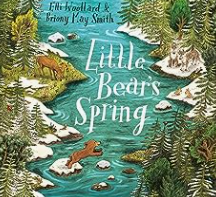 Elli Woollard &
Briony May Smith
Little
Bear's
Spring